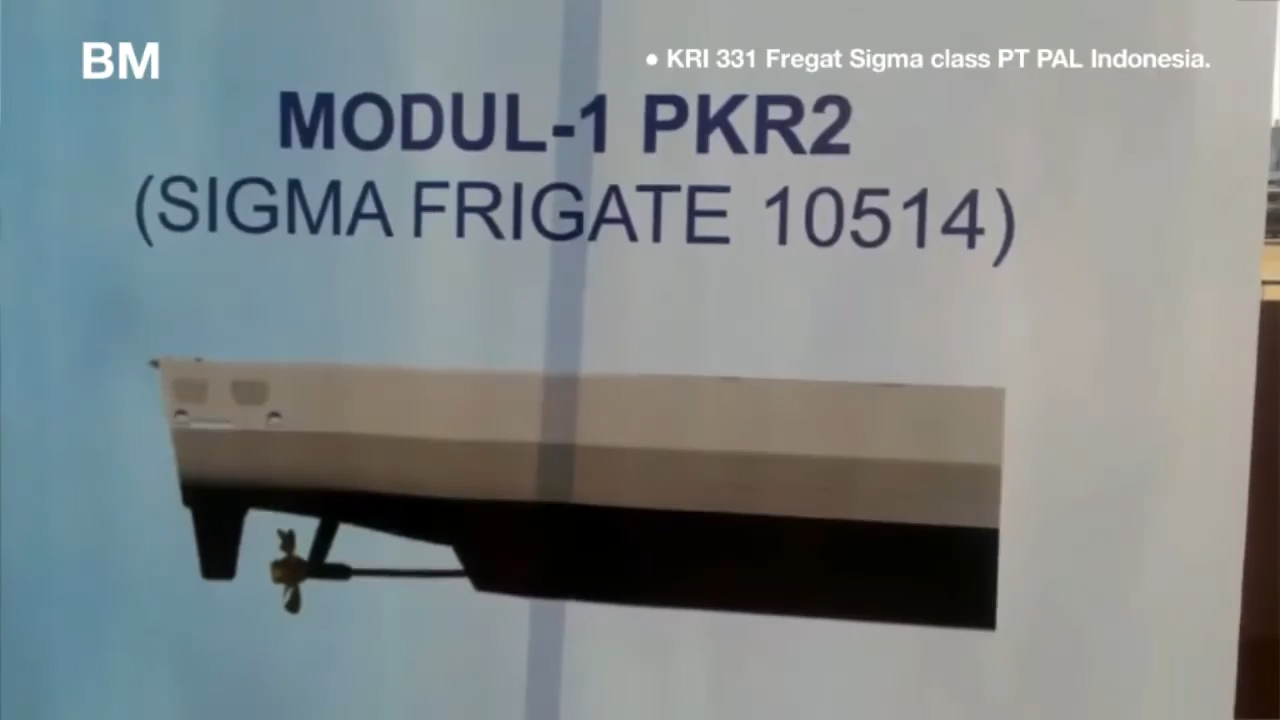 BM
• KRI 331 Fregat Sigma class PT PAL Indonesia.
MODUL-1 PKR2
(SIGMA FRIGATE 10514)